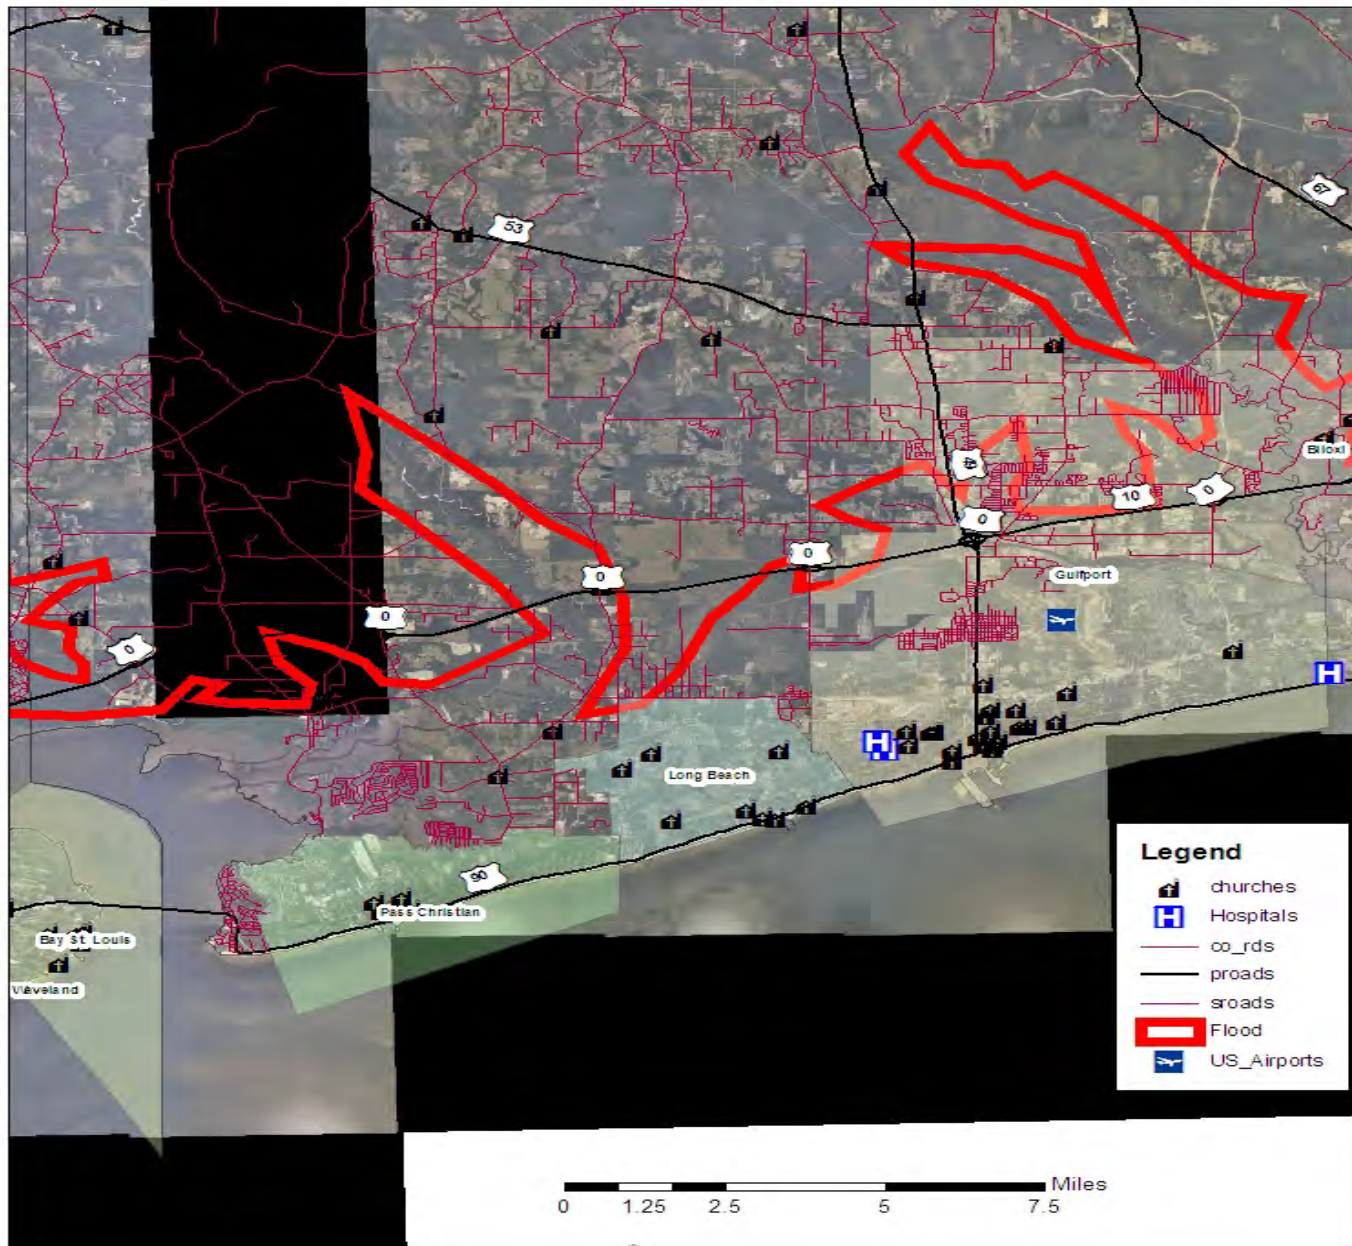 67
53
49
Biloxi
10
0
0
0
0
Gulfport
0
0
Long Beach
90
Pass Christian
Bay St. Louis
Waveland
Legend
churches
H Hospitals
co_rds
proads
sroads
Flood
US_Airports
Miles
0 1.25 2.5 5 7.5